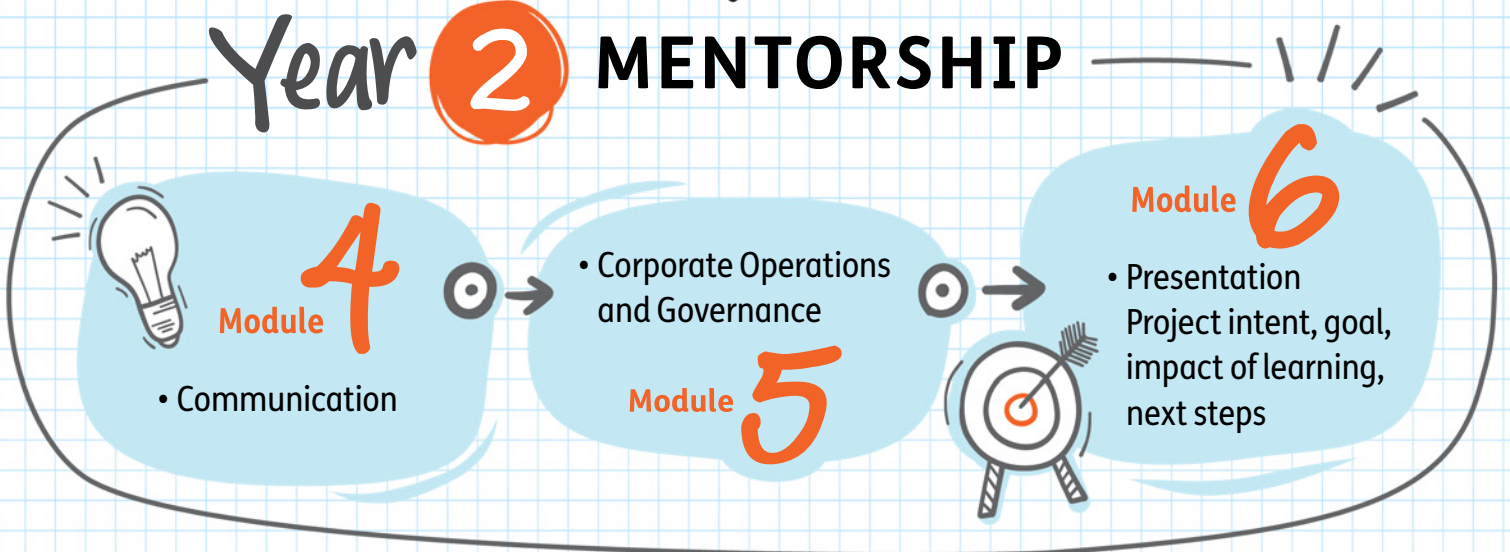 Year 2 MENTORSHIP
Module 4
• Communication
• Corporate Operations
and Governance
Module 5
Module 6
• Presentation
Project intent, goal,
impact of learning,
next steps